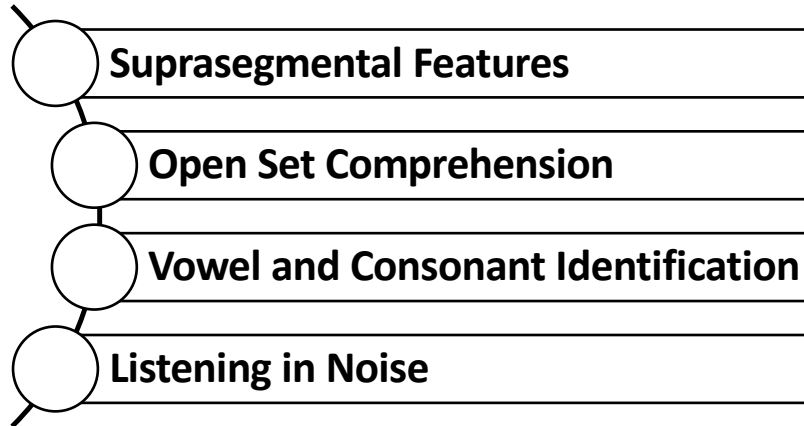 Suprasegmental Features
Open Set Comprehension
Vowel and Consonant Identification
Listening in Noise